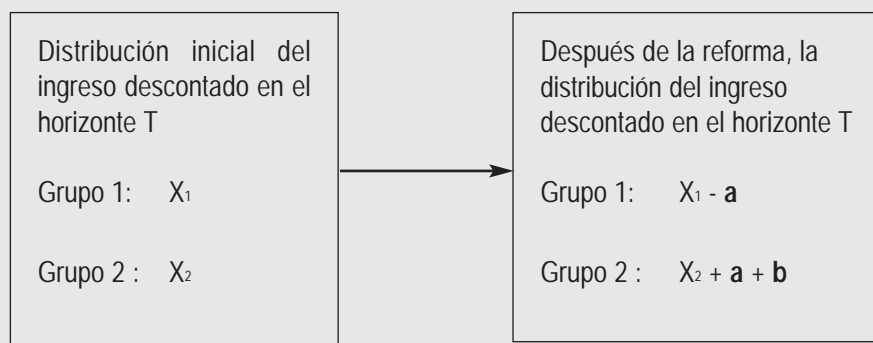 Distribución inicial del
ingreso descontado en el
horizonte T
Grupo 1: X₁
Grupo 2 : X₂
Después de la reforma, la
distribución del ingreso
descontado en el horizonte T
Grupo 1: X₁ - a
Grupo 2 : X₂ + a + b